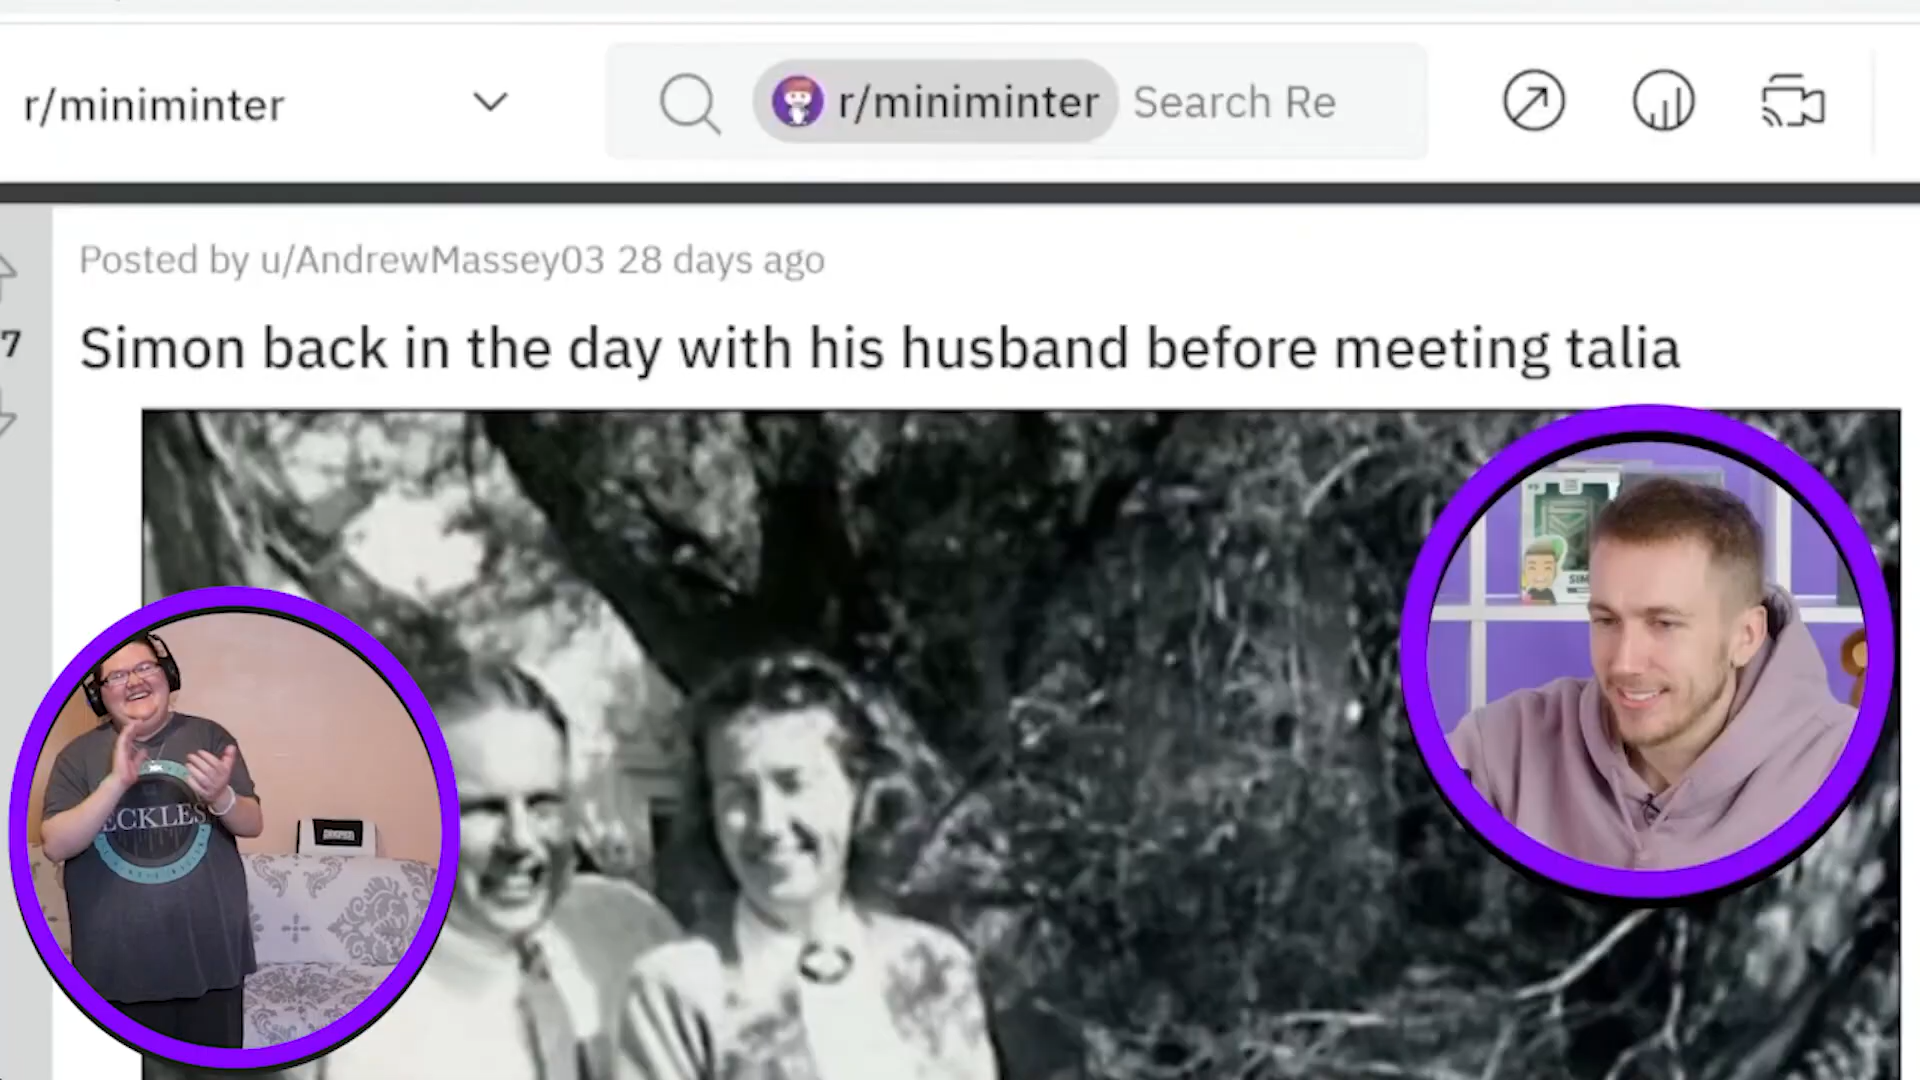 r/miniminter
r/miniminter Search Re
Posted by u/AndrewMassey03 28 days ago
7
Simon back in the day with his husband before meeting talia
SIM
ECKLES